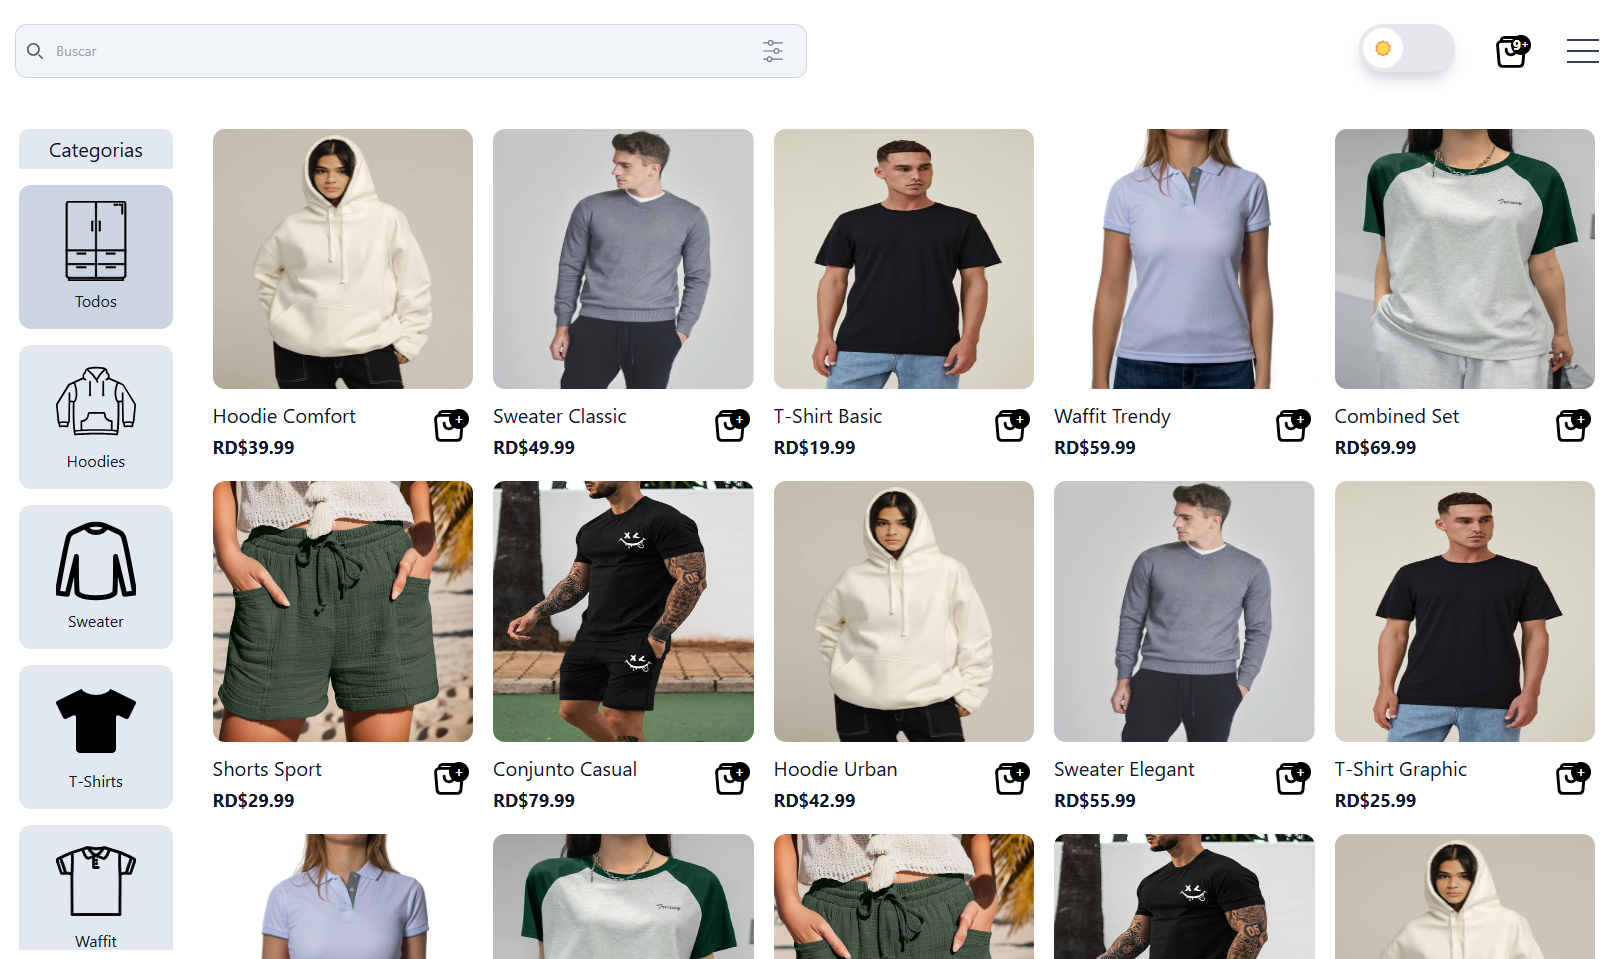 Buscar
9+
Categorias
Todos
Hoodies
Sweater
T-Shirts
Waffit
Hoodie Comfort
RD$39.99
Sweater Classic
RD$49.99
T-Shirt Basic
RD$19.99
Waffit Trendy
RD$59.99
Combined Set
RD$69.99
Shorts Sport
RD$29.99
Conjunto Casual
RD$79.99
Hoodie Urban
RD$42.99
Sweater Elegant
RD$55.99
T-Shirt Graphic
RD$25.99